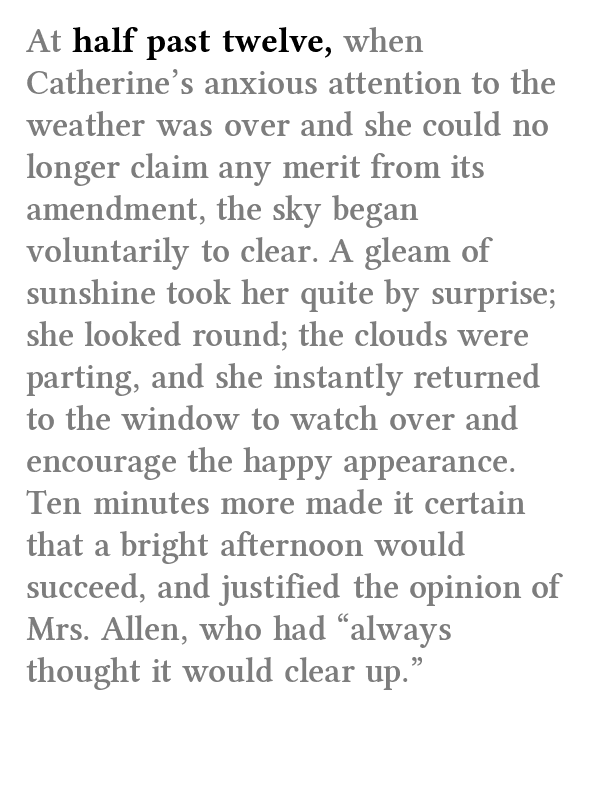 At half past twelve, when
Catherine’s anxious attention to the
weather was over and she could no
longer claim any merit from its
amendment, the sky began
voluntarily to clear. A gleam of
sunshine took her quite by surprise;
she looked round; the clouds were
parting, and she instantly returned
to the window to watch over and
encourage the happy appearance.
Ten minutes more made it certain
that a bright afternoon would
succeed, and justified the opinion of
Mrs. Allen, who had “always
thought it would clear up.”